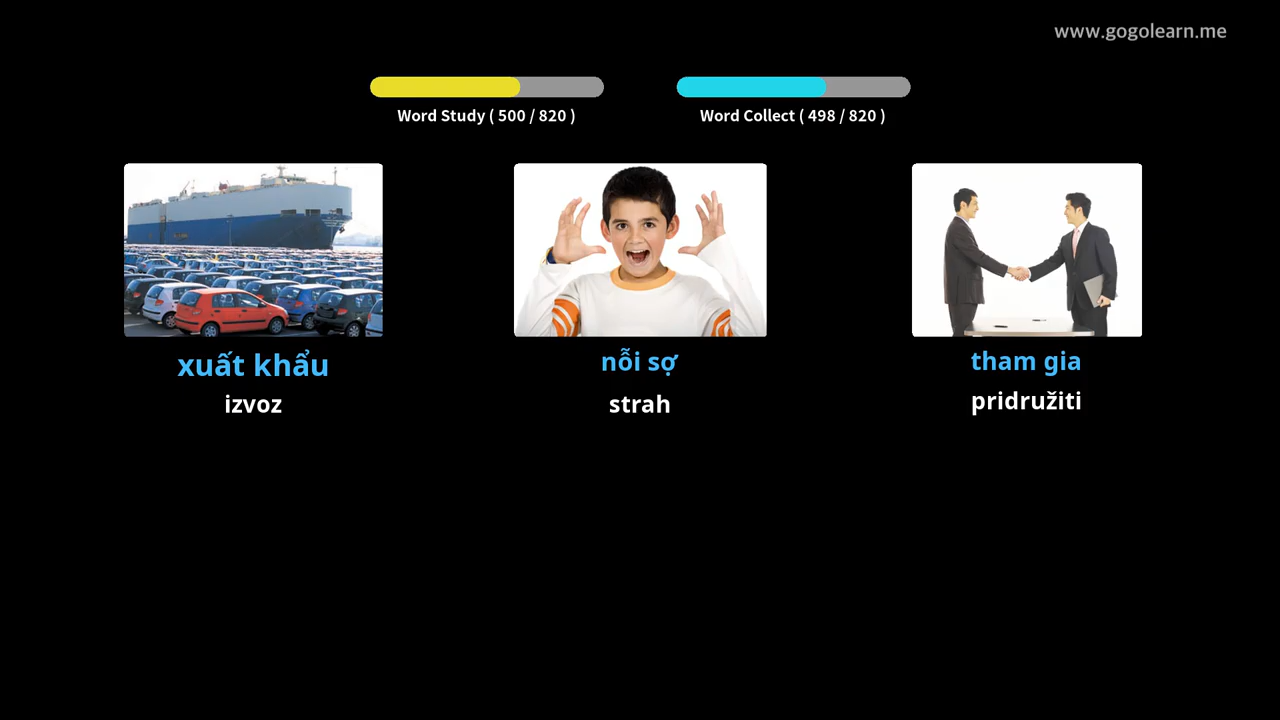 www.gogolearn.me
Word Study ( 500 / 820 )
Word Collect ( 498 / 820 )
xuất khẩu
izvoz
nỗi sợ
strah
tham gia
pridružiti